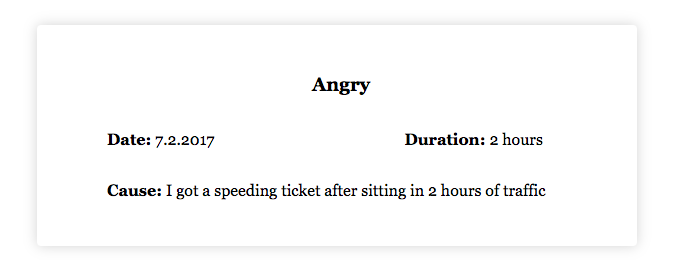 Angry
Date: 7.2.2017 Duration: 2 hours
Cause: I got a speeding ticket after sitting in 2 hours of traffic